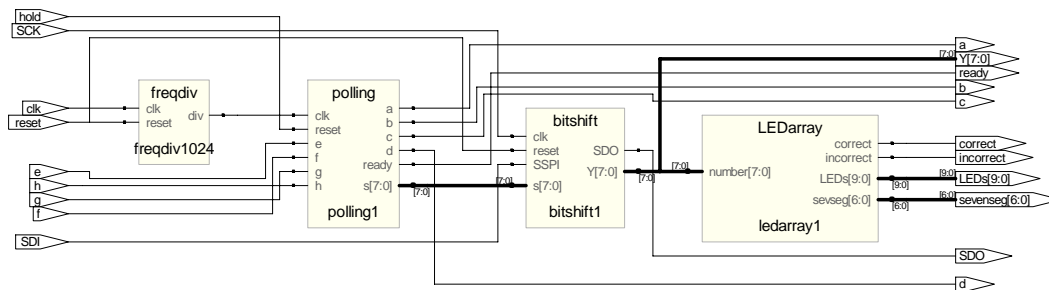 hold
SCK
clk
reset
e
h
g
f
SDI
freqdiv
clk
reset
div
freqdiv1024
polling
clk
reset
e
f
g
h
a
b
c
d
ready
s[7:0]
[7:0]
polling1
bitshift
clk
reset
SSPI
s[7:0]
[7:0]
SDO
Y[7:0]
[7:0]
bitshift1
LEDarray
[7:0]
number[7:0]
correct
incorrect
LEDs[9:0]
[9:0]
sevseg[6:0]
[6:0]
ledarray1
a
[7:0]
Y[7:0]
ready
b
c
correct
incorrect
[9:0]
LEDs[9:0]
[6:0]
sevenseg[6:0]
SDO
d